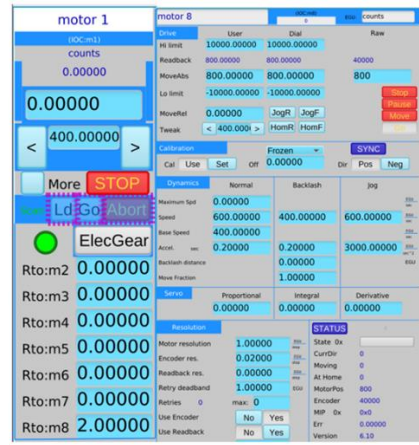 motor 1
(IOC:m1)
counts
0.00000
0.00000
< 400.00000 >
More STOP
Ld Go Abort
ElecGear
Rto:m2 0.00000
Rto:m3 0.00000
Rto:m4 0.00000
Rto:m5 0.00000
Rto:m6 0.00000
Rto:m7 0.00000
Rto:m8 2.00000
motor 8
(IOC:m8)
EGU counts
Drive User Dial Raw
Hi limit 10000.00000 10000.00000
Readback 800.00000 800.00000 40000
MoveAbs 800.00000 800.00000 800
Lo limit -10000.00000 -10000.00000 Stop
Pause
MoveRel 0.00000 JogR JogF Move
Tweak < 400.000 > HomR HomF
Calibration Frozen SYNC
Cal Use Set Off 0.00000 Dir Pos Neg
Dynamics Normal Backlash Jog
Maximum Spd 0.00000
Speed 600.00000 400.00000 600.00000
Base Speed 400.00000
Accel. sec 0.20000 0.20000 3000.00000
Backlash distance 0.00000 EGU
Move Fraction 1.00000
Servo Proportional Integral Derivative
0.00000 0.00000 0.00000
Resolution
Motor resolution 1.00000
Encoder res. 0.02000
Readback res. 0.00000
Retry deadband 1.00000 EGU
Retries 0 max: 0
Use Encoder No Yes
Use Readback No Yes
STATUS
State 0x
CurrDir 0
Moving 0
At Home 0
MotorPos 800
Encoder 40000
MIP 0x 0x0
Err 0.00000
Version 6.10